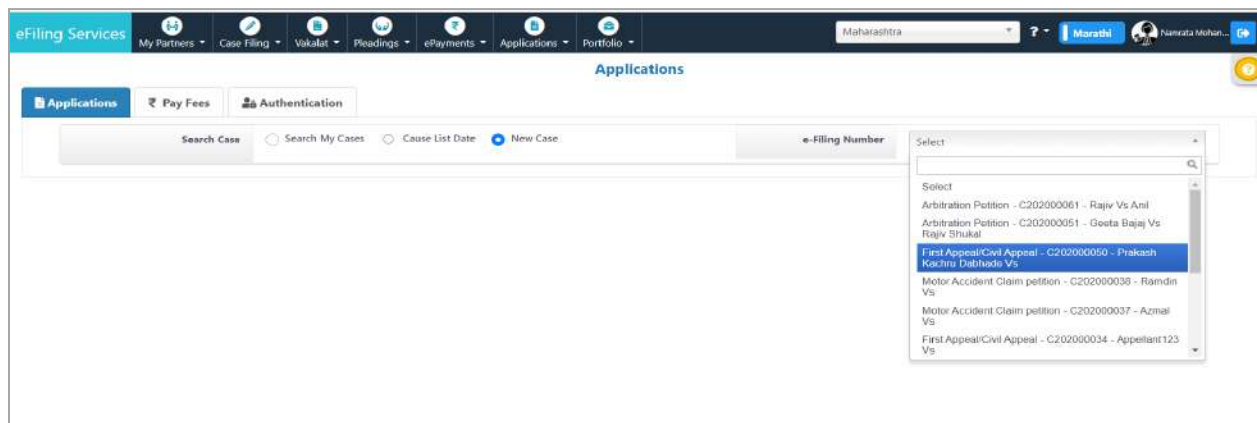 eFiling Services
My Partners
Case Filing
Vakalat
Pleadings
ePayments
Applications
Portfolio
Maharashtra
?
Marathi
Namrata Mohan...
Applications
?
Applications
₹ Pay Fees
Authentication
Search Case
Search My Cases
Cause List Date
New Case
e-Filing Number
Select
Select
Arbitration Petition - C202000061 - Rajiv Vs Anil
Arbitration Petition - C202000051 - Geeta Bajaj Vs
Rajiv Shukal
First Appeal/Civil Appeal - C202000050 - Prakash
Kachru Dabhade Vs
Motor Accident Claim petition - C202000038 - Ramdin
Vs
Motor Accident Claim petition - C202000037 - Azmal
Vs
First Appeal/Civil Appeal - C202000034 - Appellant123
Vs